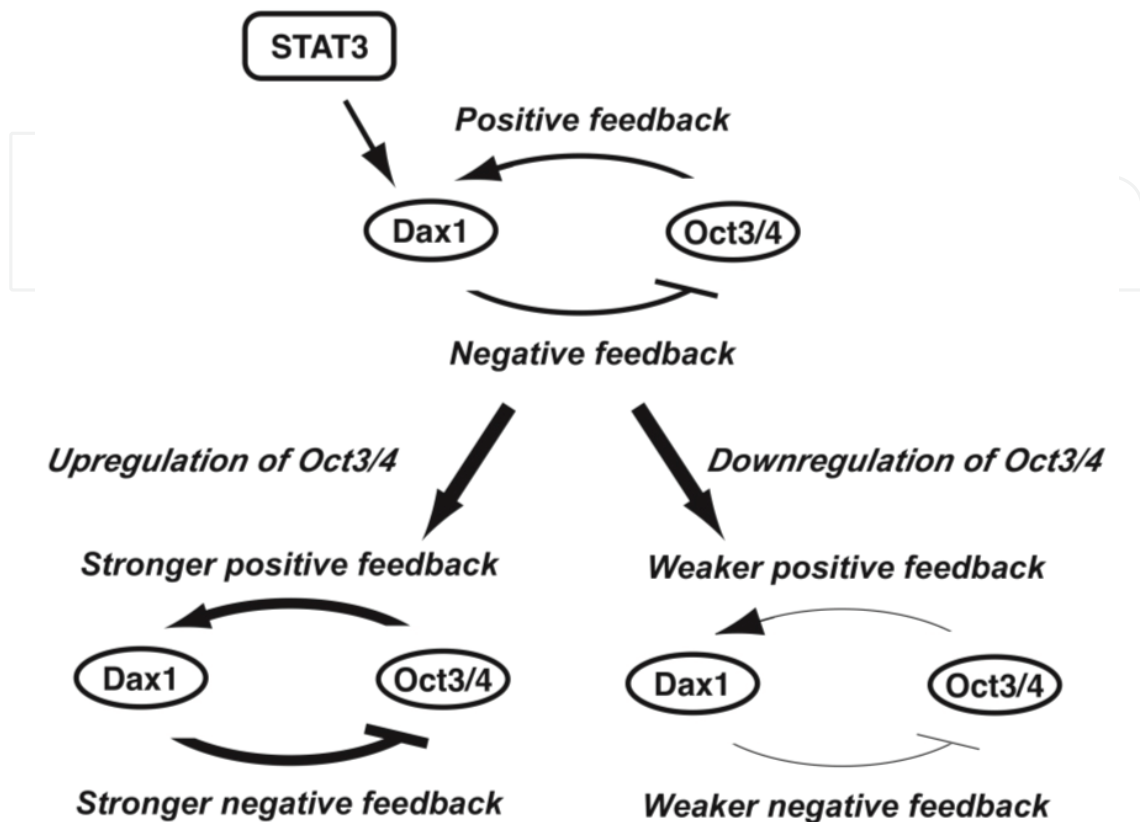 STAT3
Positive feedback
Dax1
Oct3/4
Negative feedback
Upregulation of Oct3/4
Downregulation of Oct3/4
Stronger positive feedback
Weaker positive feedback
Dax1
Oct3/4
Dax1
Oct3/4
Stronger negative feedback
Weaker negative feedback